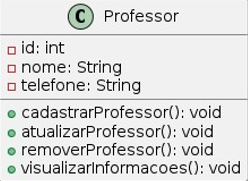 C Professor
id: int
nome: String
telefone: String
cadastrarProfessor(): void
atualizarProfessor(): void
removerProfessor(): void
visualizarInformacoes(): void